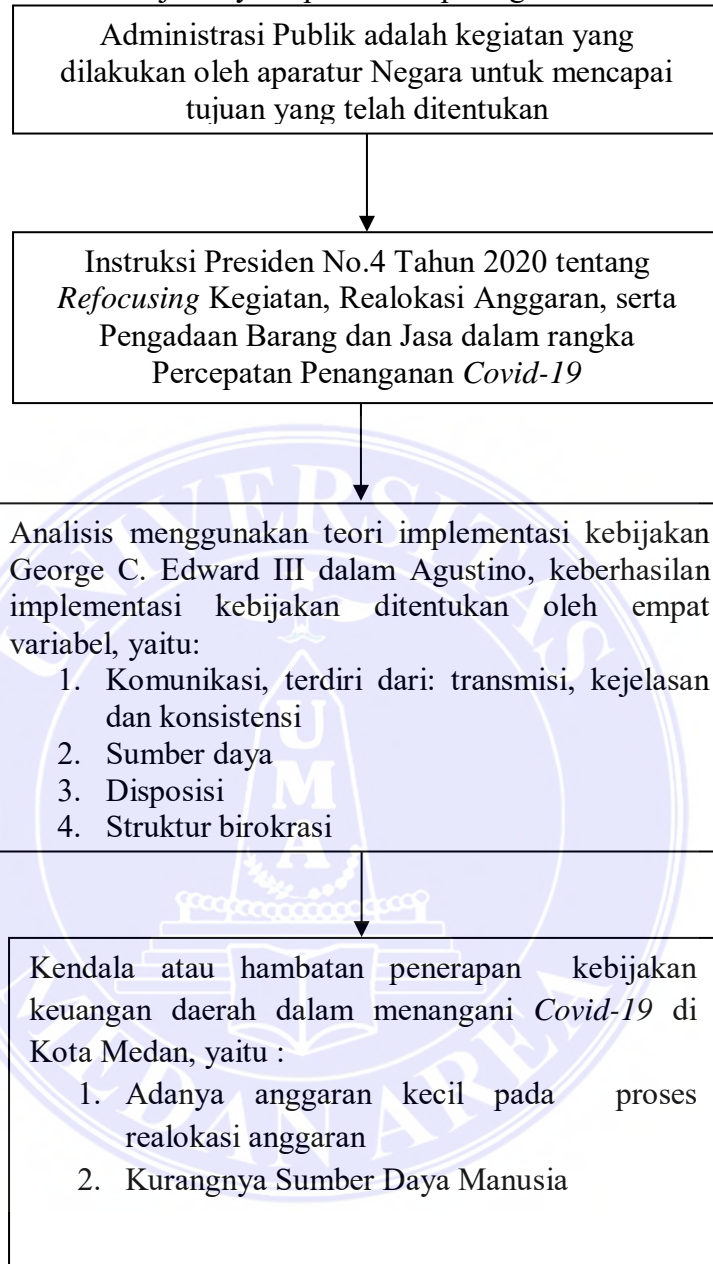 Administrasi Publik adalah kegiatan yang
dilakukan oleh aparatur Negara untuk mencapai
tujuan yang telah ditentukan
Instruksi Presiden No.4 Tahun 2020 tentang
Refocusing Kegiatan, Realokasi Anggaran, serta
Pengadaan Barang dan Jasa dalam rangka
Percepatan Penanganan Covid-19
Analisis menggunakan teori implementasi kebijakan
George C. Edward III dalam Agustino, keberhasilan
implementasi kebijakan ditentukan oleh empat
variabel, yaitu:
1. Komunikasi, terdiri dari: transmisi, kejelasan
dan konsistensi
2. Sumber daya
3. Disposisi
4. Struktur birokrasi
Kendala atau hambatan penerapan kebijakan
keuangan daerah dalam menangani Covid-19 di
Kota Medan, yaitu :
1. Adanya anggaran kecil pada proses
realokasi anggaran
2. Kurangnya Sumber Daya Manusia
UNIVERSITAS
UMA
MEDAN AREA